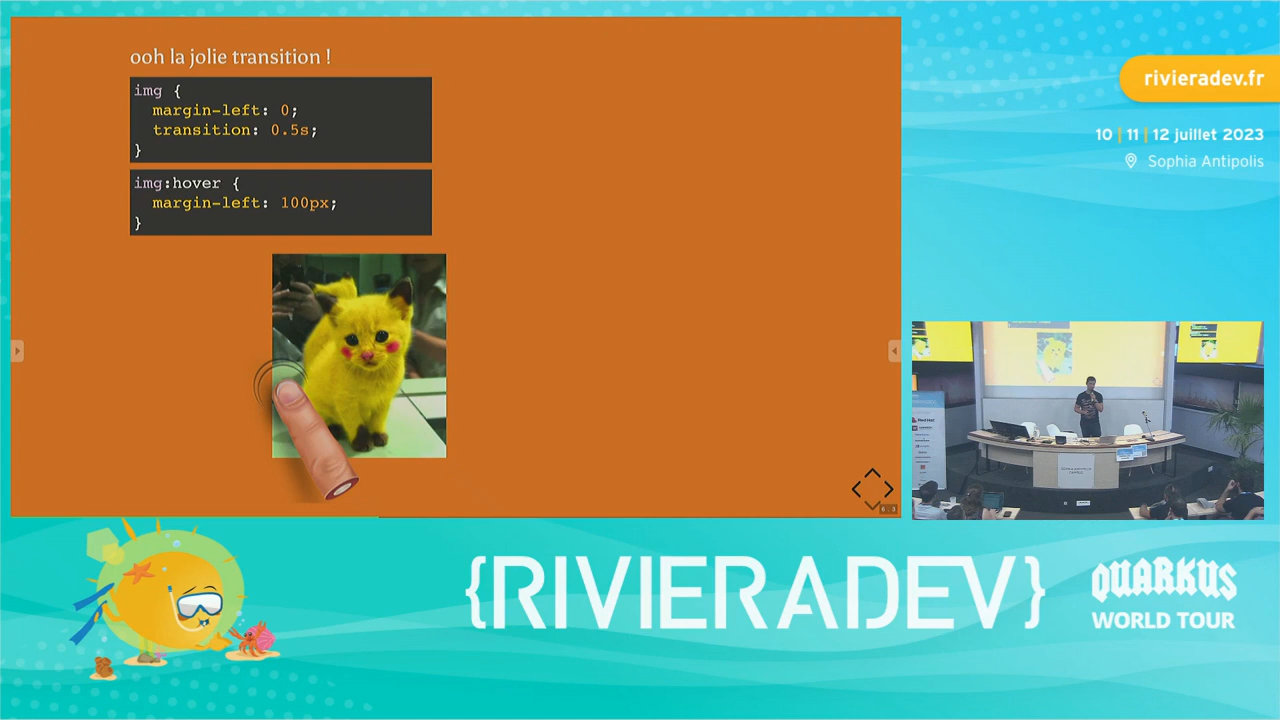 ooh la jolie transition !
img {
margin-left: 0;
transition: 0.5s;
}
img:hover {
margin-left: 100px;
}
rivieradev.fr
10 | 11 | 12 juillet 2023
Sophia Antipolis
{RIVIERADEV}
QUARKUS
WORLD TOUR